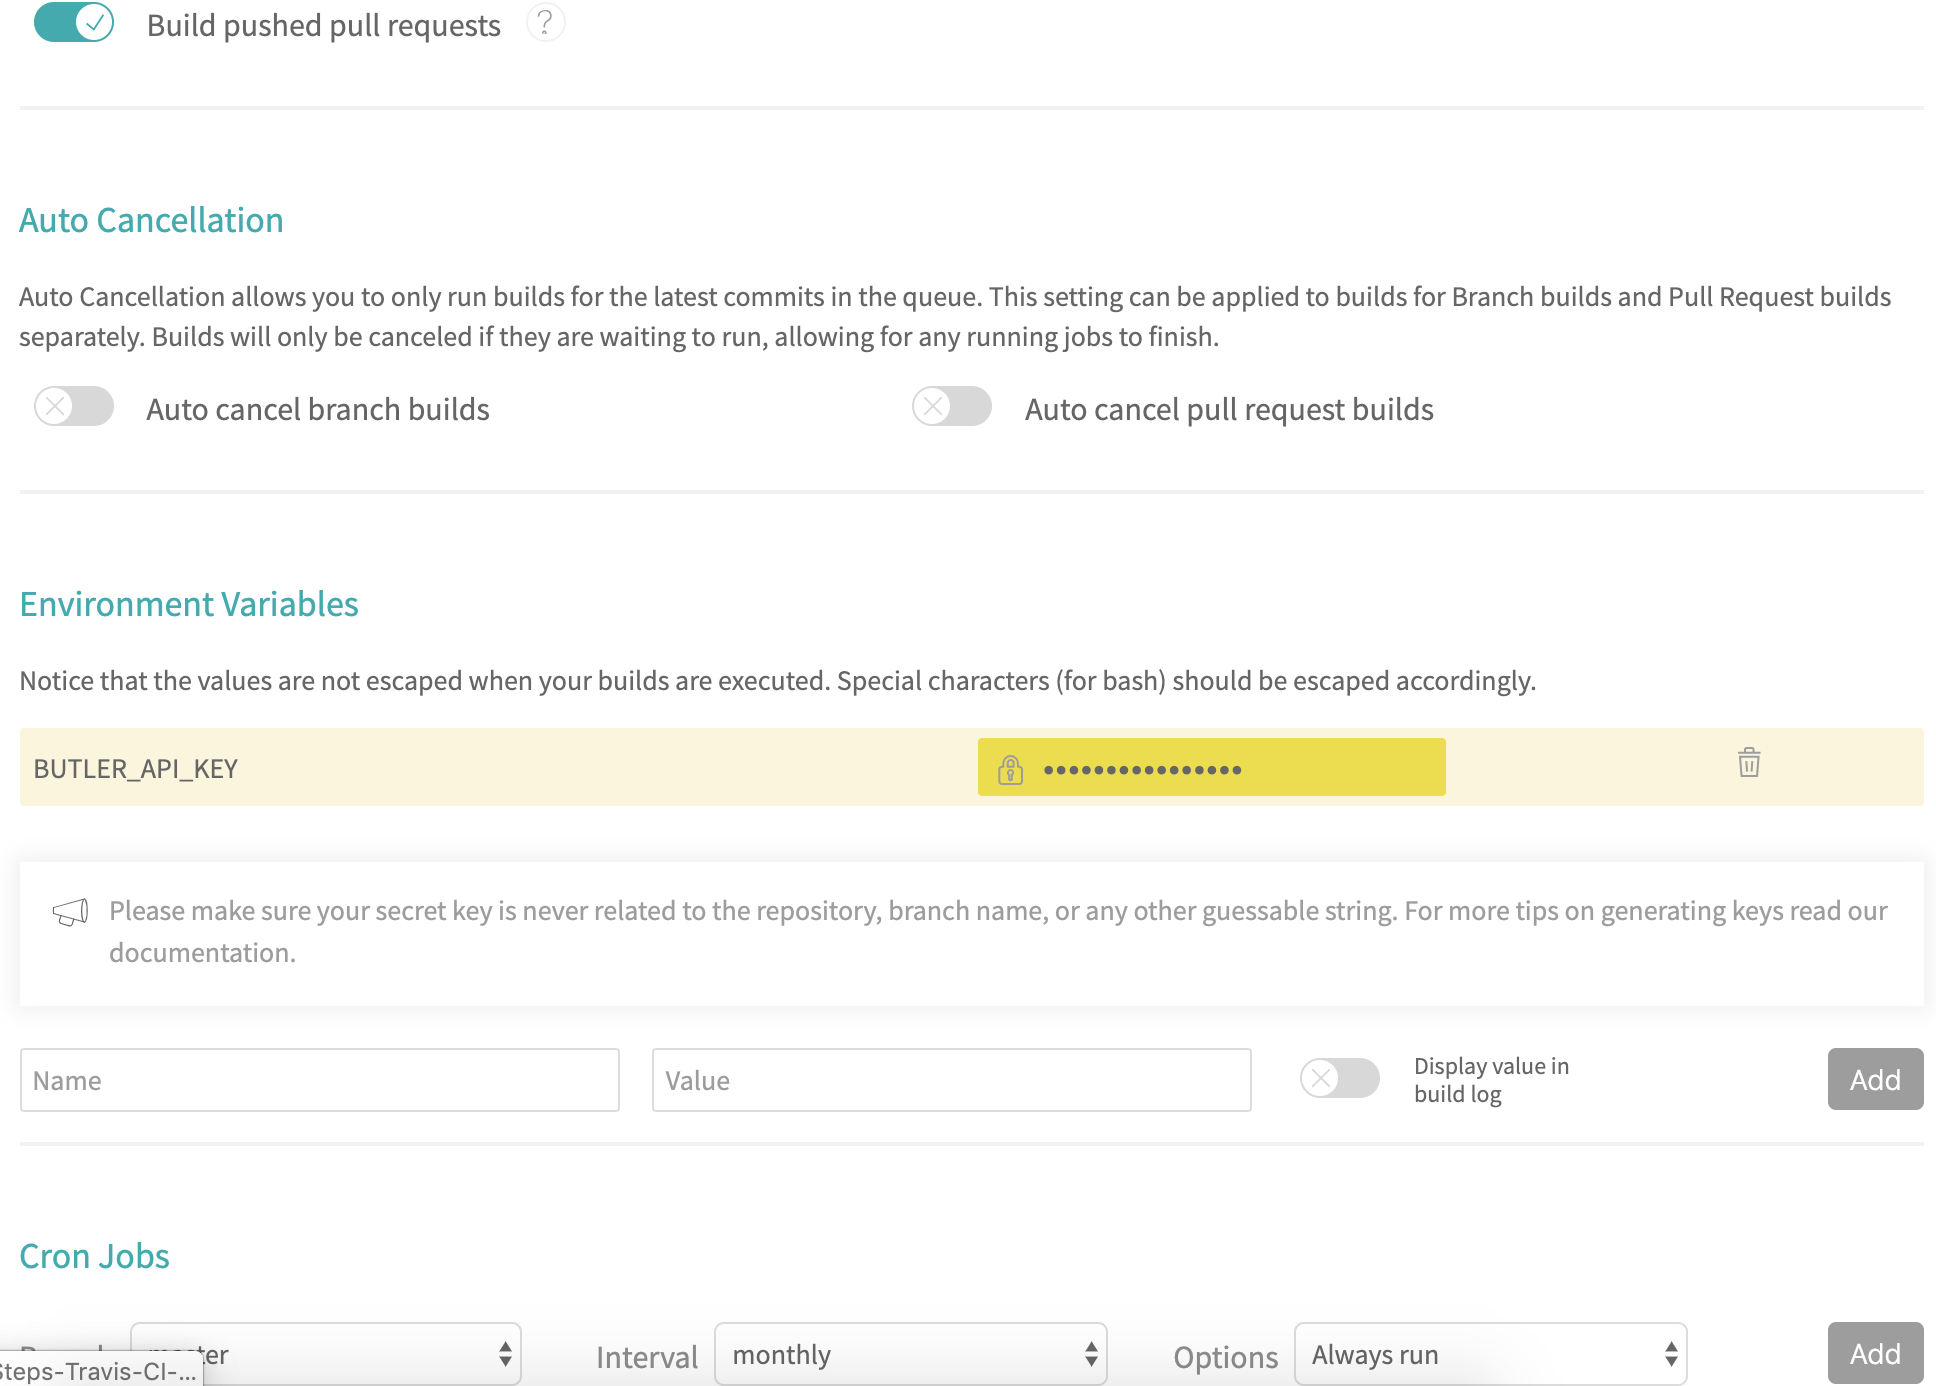 Build pushed pull requests ?
Auto Cancellation
Auto Cancellation allows you to only run builds for the latest commits in the queue. This setting can be applied to builds for Branch builds and Pull Request builds
separately. Builds will only be canceled if they are waiting to run, allowing for any running jobs to finish.
Auto cancel branch builds Auto cancel pull request builds
Environment Variables
Notice that the values are not escaped when your builds are executed. Special characters (for bash) should be escaped accordingly.
BUTLER_API_KEY ••••••••••••••••
Please make sure your secret key is never related to the repository, branch name, or any other guessable string. For more tips on generating keys read our
documentation.
Name Value Display value in
build log Add
Cron Jobs
Interval monthly Options Always run Add
Steps-Travis-CI-...